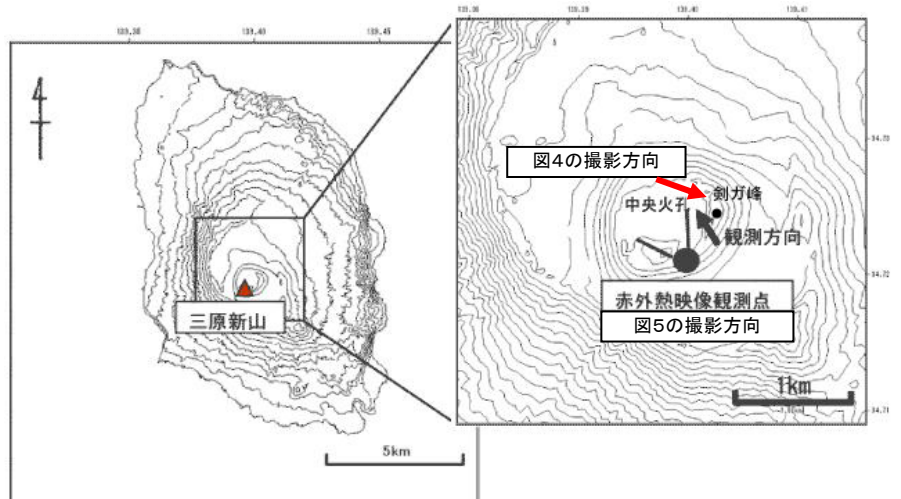 139.35
139.40
139.45
三原新山
5km
139.38
139.39
139.40
139.41
34.73
34.72
34.71
図4の撮影方向
剣ガ峰
中央火孔
観測方向
赤外熱映像観測点
図5の撮影方向
1km